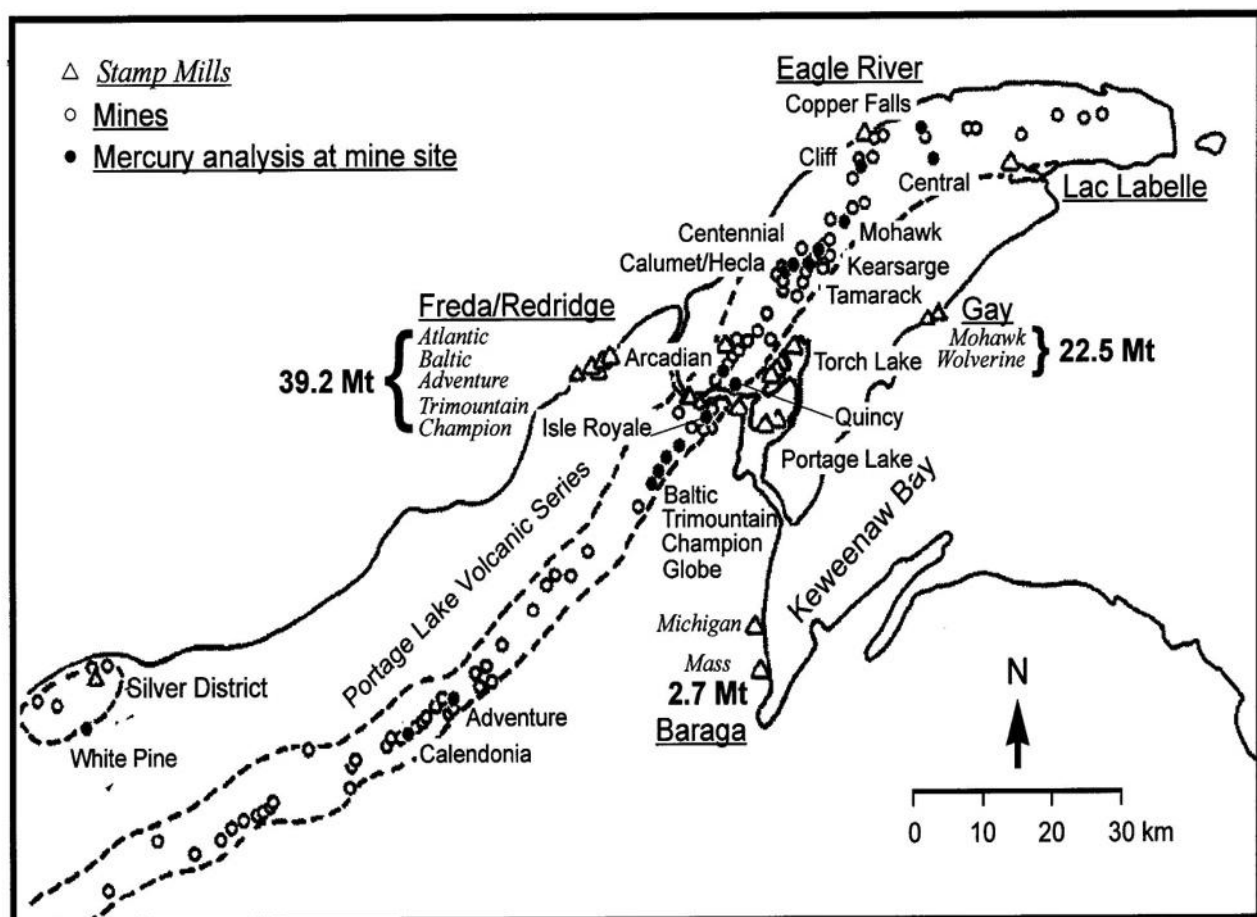 Stamp Mills
Mines
Mercury analysis at mine site
Eagle River
Copper Falls
Cliff
Central
Lac Labelle
Centennial
Calumet/Hecla
Mohawk
Kearsarge
Tamarack
Freda/Redridge
Atlantic
Baltic
Adventure
Trimountain
Champion
39.2 Mt
Gay
Mohawk
Wolverine
22.5 Mt
Arcadian
Torch Lake
Isle Royale
Quincy
Portage Lake
Baltic
Trimountain
Champion
Globe
Keweenaw Bay
Portage Lake Volcanic Series
Michigan
Mass
2.7 Mt
Baraga
Silver District
White Pine
Adventure
Calendonia
N
0 10 20 30 km